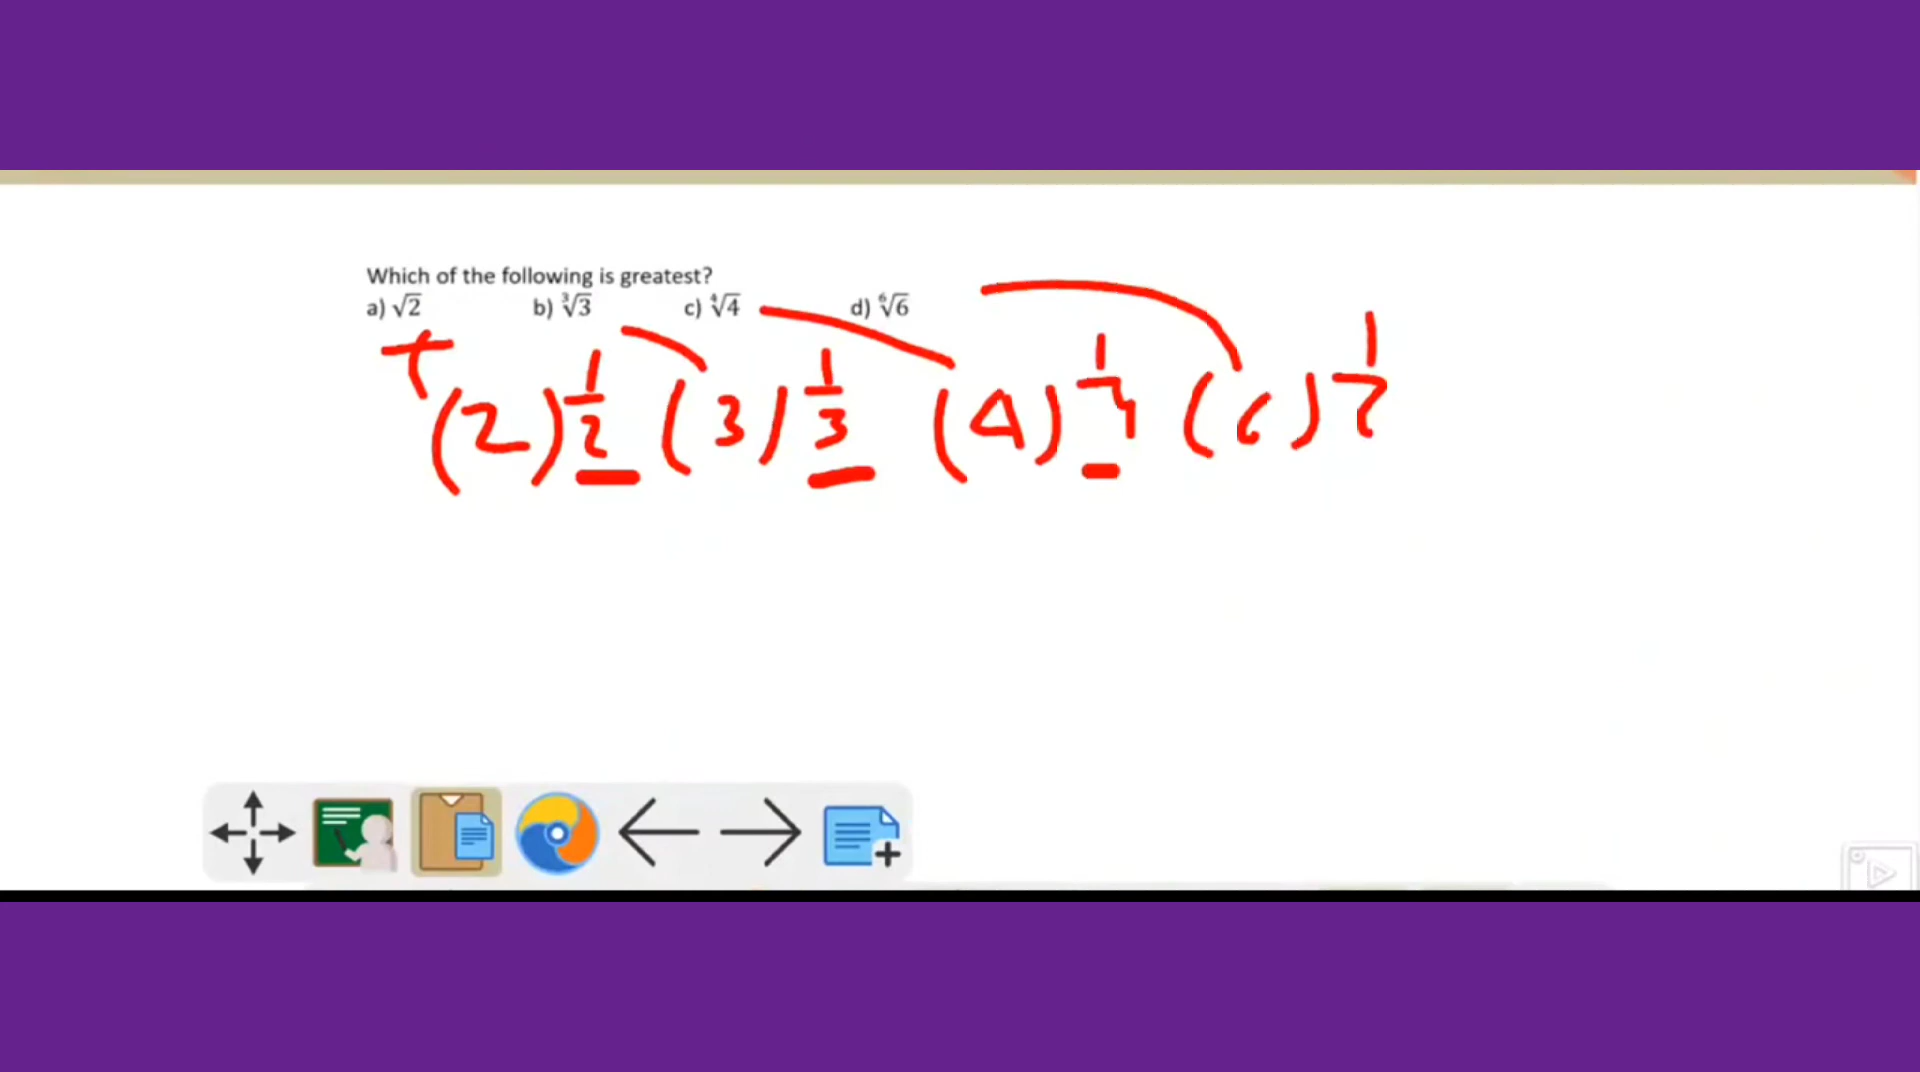 Which of the following is greatest?
a) √2 b) ∛3 c) ∜4 d) ⁶√6
(2)^1/2 (3)^1/3 (4)^1/4 (6)^1/